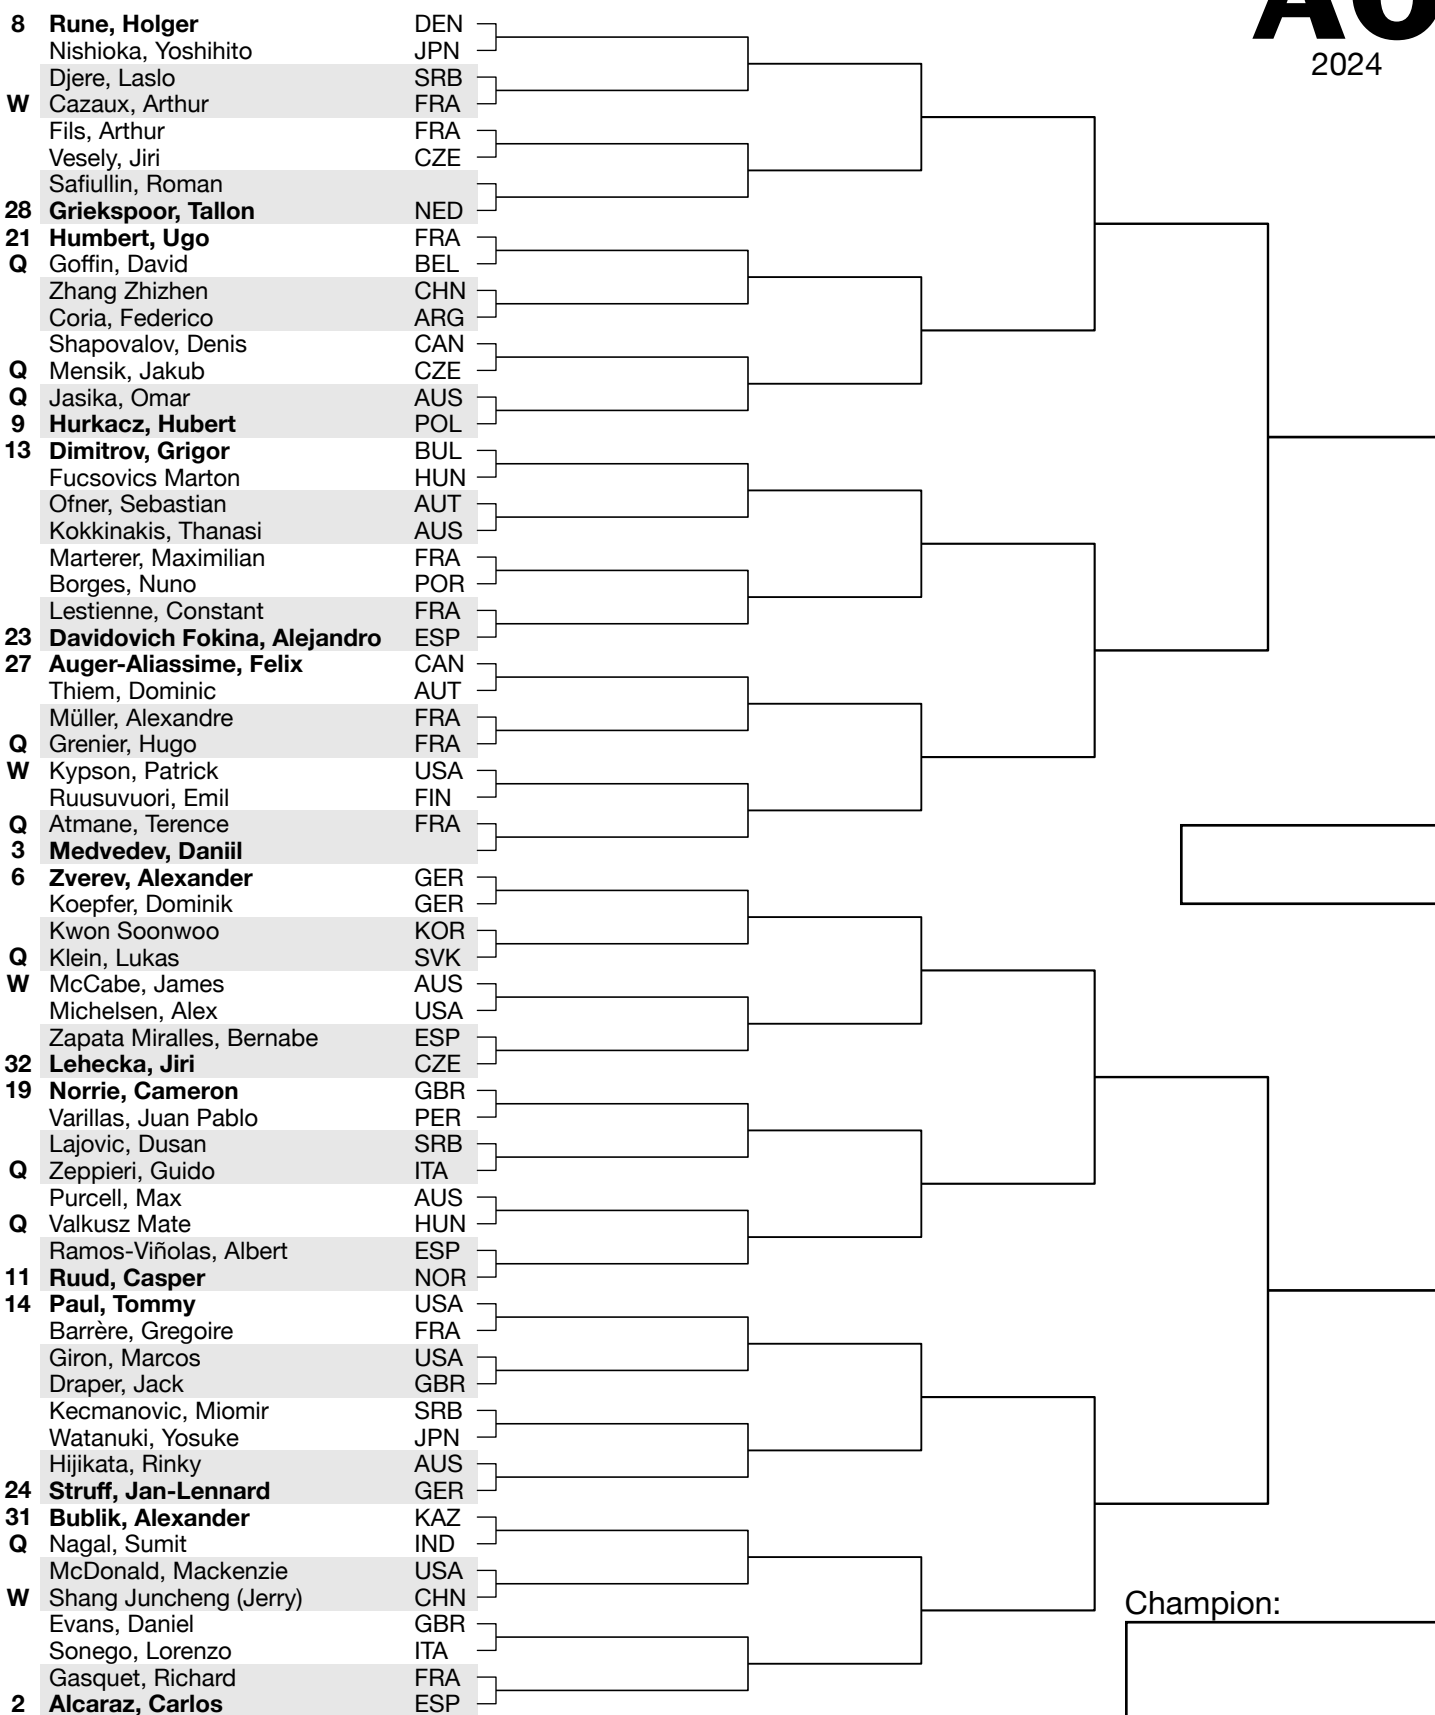 AO
2024
8 Rune, Holger DEN
Nishioka, Yoshihito JPN
Djere, Laslo SRB
W Cazaux, Arthur FRA
Fils, Arthur FRA
Vesely, Jiri CZE
Safiullin, Roman
28 Griekspoor, Tallon NED
21 Humbert, Ugo FRA
Q Goffin, David BEL
Zhang Zhizhen CHN
Coria, Federico ARG
Shapovalov, Denis CAN
Q Mensik, Jakub CZE
Q Jasika, Omar AUS
9 Hurkacz, Hubert POL
13 Dimitrov, Grigor BUL
Fucsovics Marton HUN
Ofner, Sebastian AUT
Kokkinakis, Thanasi AUS
Marterer, Maximilian FRA
Borges, Nuno POR
Lestienne, Constant FRA
23 Davidovich Fokina, Alejandro ESP
27 Auger-Aliassime, Felix CAN
Thiem, Dominic AUT
Müller, Alexandre FRA
Q Grenier, Hugo FRA
W Kypson, Patrick USA
Ruusuvuori, Emil FIN
Q Atmane, Terence FRA
3 Medvedev, Daniil
6 Zverev, Alexander GER
Koepfer, Dominik GER
Kwon Soonwoo KOR
Q Klein, Lukas SVK
W McCabe, James AUS
Michelsen, Alex USA
Zapata Miralles, Bernabe ESP
32 Lehecka, Jiri CZE
19 Norrie, Cameron GBR
Varillas, Juan Pablo PER
Lajovic, Dusan SRB
Q Zeppieri, Guido ITA
Purcell, Max AUS
Q Valkusz Mate HUN
Ramos-Viñolas, Albert ESP
11 Ruud, Casper NOR
14 Paul, Tommy USA
Barrère, Gregoire FRA
Giron, Marcos USA
Draper, Jack GBR
Kecmanovic, Miomir SRB
Watanuki, Yosuke JPN
Hijikata, Rinky AUS
24 Struff, Jan-Lennard GER
31 Bublik, Alexander KAZ
Q Nagal, Sumit IND
McDonald, Mackenzie USA
W Shang Juncheng (Jerry) CHN
Evans, Daniel GBR
Sonego, Lorenzo ITA
Gasquet, Richard FRA
2 Alcaraz, Carlos ESP
Champion: